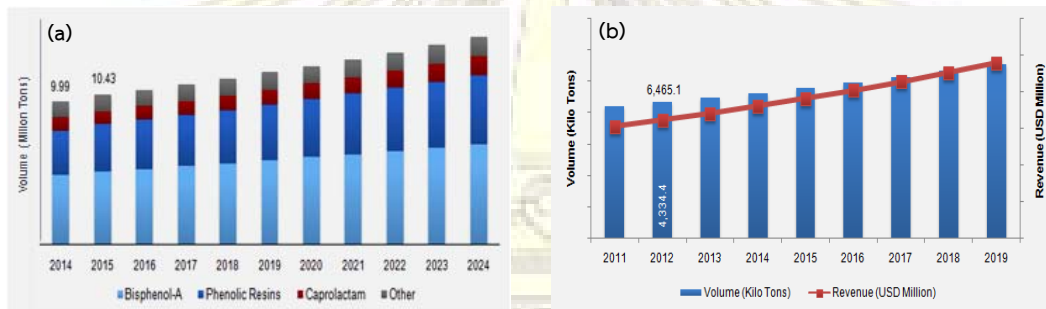 (a)
9.99
10.43
Volume (Million Tons)
2014 2015 2016 2017 2018 2019 2020 2021 2022 2023 2024
Bisphenol-A Phenolic Resins Caprolactam Other
(b)
6,465.1
4,334.4
Volume (Kilo Tons)
Revenue (USD Million)
2011 2012 2013 2014 2015 2016 2017 2018 2019
Volume (Kilo Tons) Revenue (USD Million)